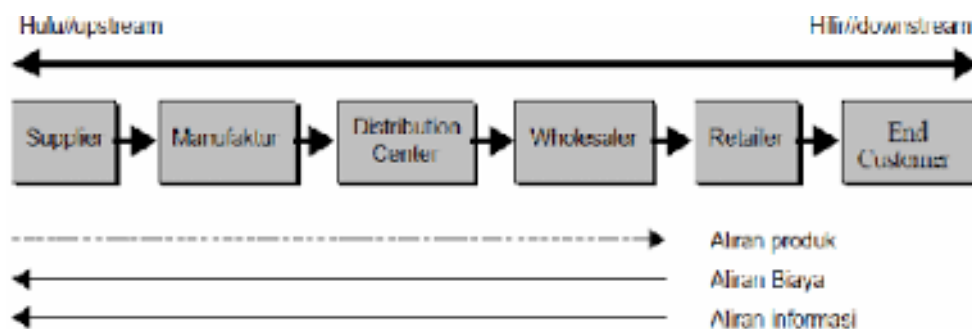 Hulu//upstream
Hilir//downstream
Supplier
Manufaktur
Distribution
Center
Wholesaler
Retailer
End
Customer
Aliran produk
Aliran Biaya
Aliran informasi